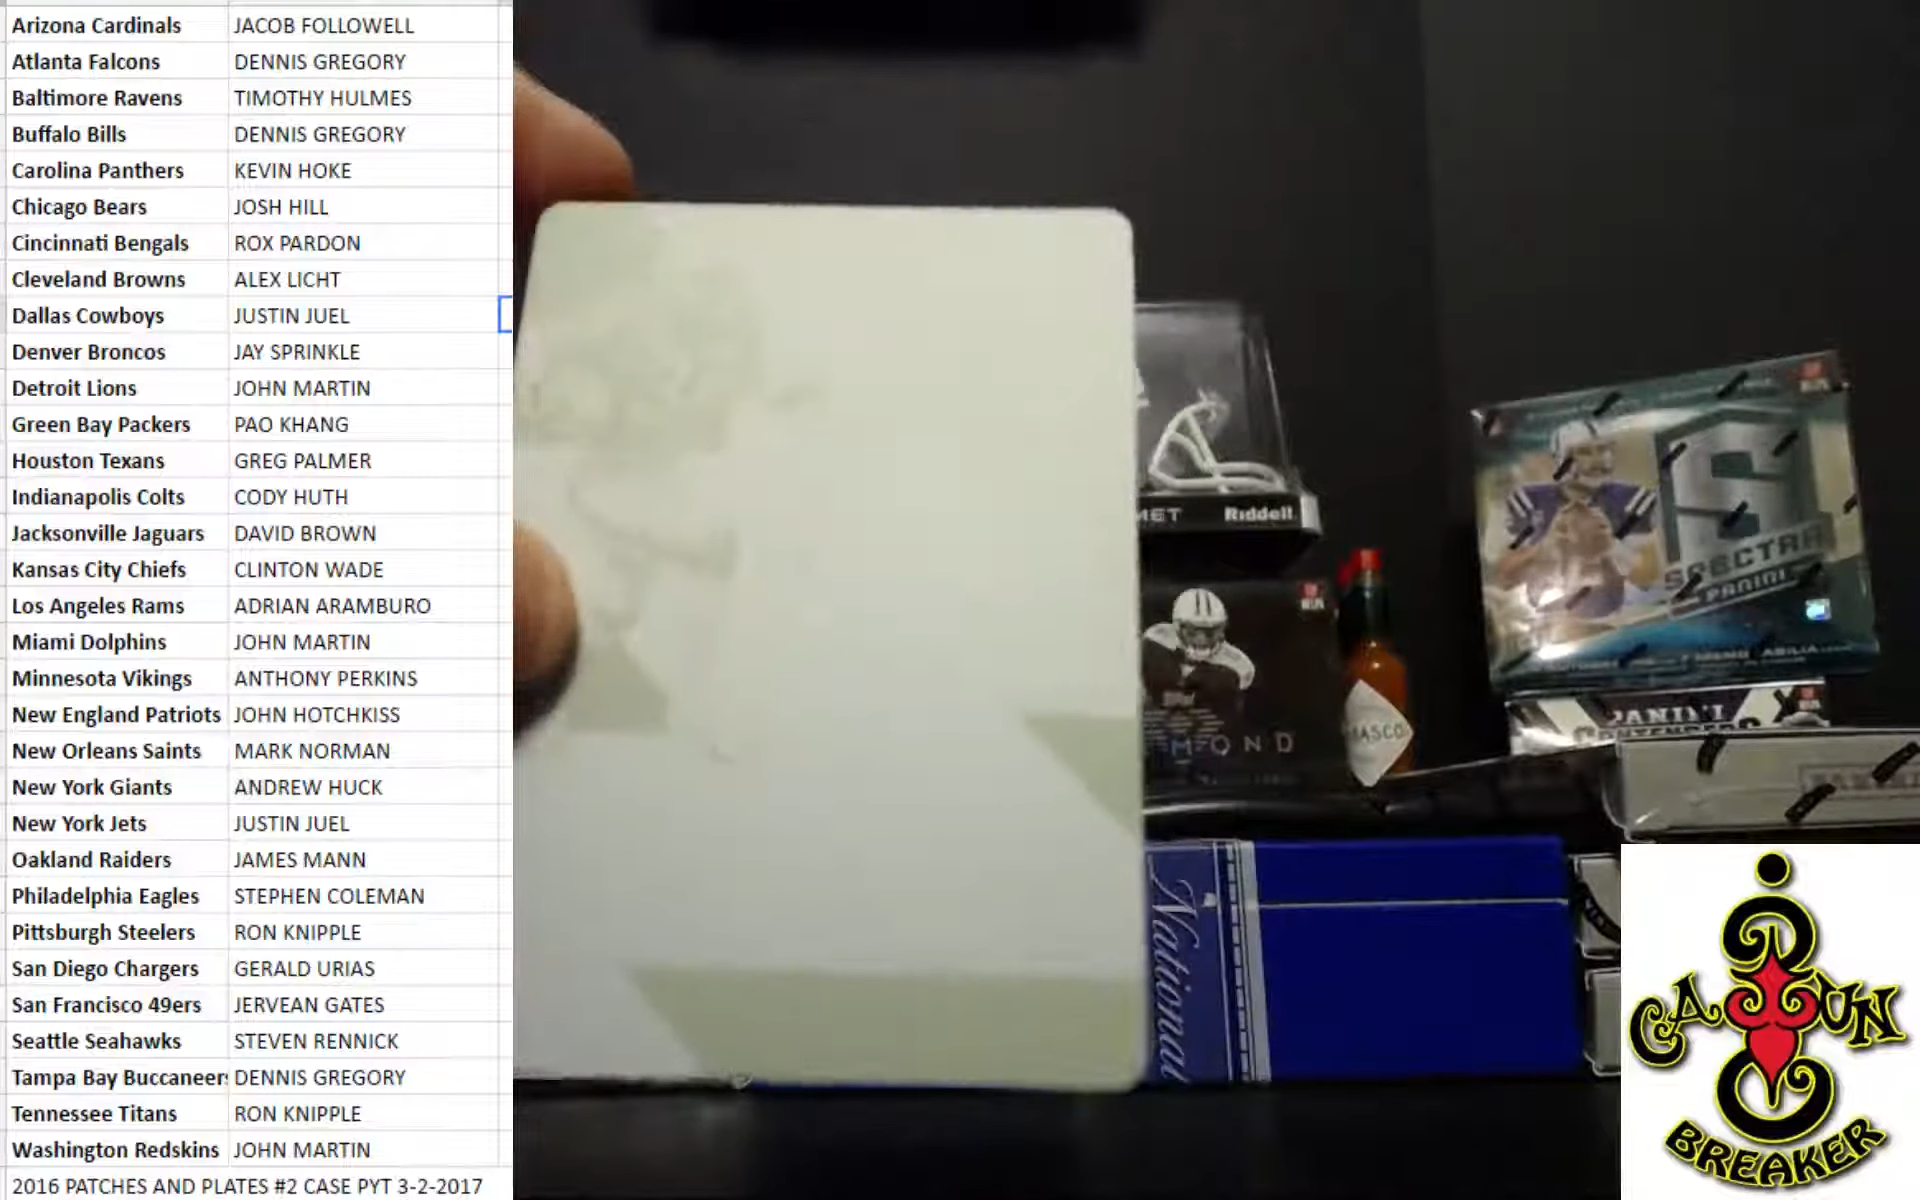 Arizona Cardinals JACOB FOLLOWELL
Atlanta Falcons DENNIS GREGORY
Baltimore Ravens TIMOTHY HULMES
Buffalo Bills DENNIS GREGORY
Carolina Panthers KEVIN HOKE
Chicago Bears JOSH HILL
Cincinnati Bengals ROX PARDON
Cleveland Browns ALEX LICHT
Dallas Cowboys JUSTIN JUEL
Denver Broncos JAY SPRINKLE
Detroit Lions JOHN MARTIN
Green Bay Packers PAO KHANG
Houston Texans GREG PALMER
Indianapolis Colts CODY HUTH
Jacksonville Jaguars DAVID BROWN
Kansas City Chiefs CLINTON WADE
Los Angeles Rams ADRIAN ARAMBURO
Miami Dolphins JOHN MARTIN
Minnesota Vikings ANTHONY PERKINS
New England Patriots JOHN HOTCHKISS
New Orleans Saints MARK NORMAN
New York Giants ANDREW HUCK
New York Jets JUSTIN JUEL
Oakland Raiders JAMES MANN
Philadelphia Eagles STEPHEN COLEMAN
Pittsburgh Steelers RON KNIPPLE
San Diego Chargers GERALD URIAS
San Francisco 49ers JERVEAN GATES
Seattle Seahawks STEVEN RENNICK
Tampa Bay Buccaneers DENNIS GREGORY
Tennessee Titans RON KNIPPLE
Washington Redskins JOHN MARTIN
2016 PATCHES AND PLATES #2 CASE PYT 3-2-2017
MET Riddell
MOND
BASCO
S
SPECTRA
PANINI
PANINI
National
CAJUN
BREAKER